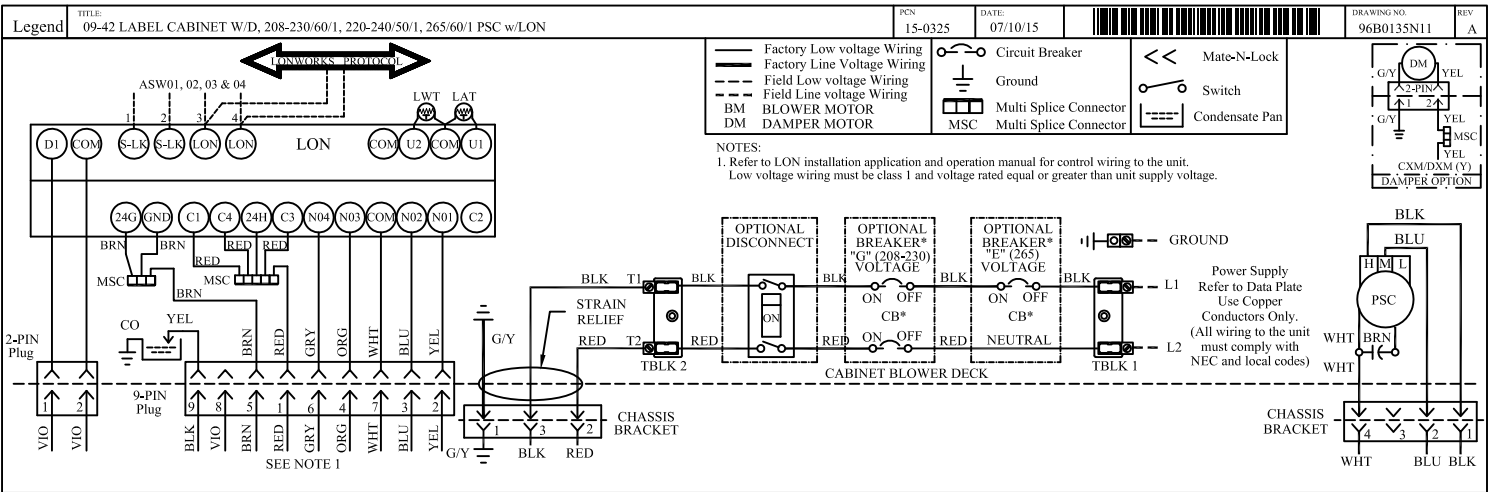 Legend
TITLE:
09-42 LABEL CABINET W/D, 208-230/60/1, 220-240/50/1, 265/60/1 PSC w/LON
PCN
15-0325
DATE:
07/10/15
DRAWING NO.
96B0135N11
REV
A
LONWORKS PROTOCOL
ASW01, 02, 03 & 04
1 2 3 4
LWT LAT
D1 COM S-LK S-LK LON LON LON COM U2 COM U1
24G GND C1 C4 24H C3 N04 N03 COM N02 N01 C2
BRN BRN RED RED RED
MSC MSC
BRN
CO YEL
2-PIN
Plug
BRN RED GRY ORG WHT BLU YEL
9-PIN
Plug
1 2
9 8 5 1 6 4 7 3 2
VIO VIO
BLK VIO BRN RED GRY ORG WHT BLU YEL
SEE NOTE 1
Factory Low voltage Wiring
Factory Line Voltage Wiring
Field Low voltage Wiring
Field Line voltage Wiring
BM BLOWER MOTOR
DM DAMPER MOTOR
Circuit Breaker
Ground
Multi Splice Connector
MSC Multi Splice Connector
<< Mate-N-Lock
Switch
Condensate Pan
NOTES:
1. Refer to LON installation application and operation manual for control wiring to the unit.
Low voltage wiring must be class 1 and voltage rated equal or greater than unit supply voltage.
DM
G/Y YEL
2-PIN
1 2
G/Y YEL
MSC
YEL
CXM/DXM (Y)
DAMPER OPTION
G/Y
STRAIN
RELIEF
BLK T1 BLK
RED T2 RED
TBLK 2
OPTIONAL
DISCONNECT
ON
BLK
RED
OPTIONAL
BREAKER*
"G" (208-230)
VOLTAGE
ON OFF
CB*
ON OFF
BLK
RED
OPTIONAL
BREAKER*
"E" (265)
VOLTAGE
ON OFF
CB*
NEUTRAL
BLK
TBLK 1
GROUND
L1
L2
Power Supply
Refer to Data Plate
Use Copper
Conductors Only.
(All wiring to the unit
must comply with
NEC and local codes)
CABINET BLOWER DECK
CHASSIS
BRACKET
1 3 2
G/Y BLK RED
BLK
BLU
H M L
PSC
WHT BRN
WHT
CHASSIS
BRACKET
4 3 2 1
WHT BLU BLK